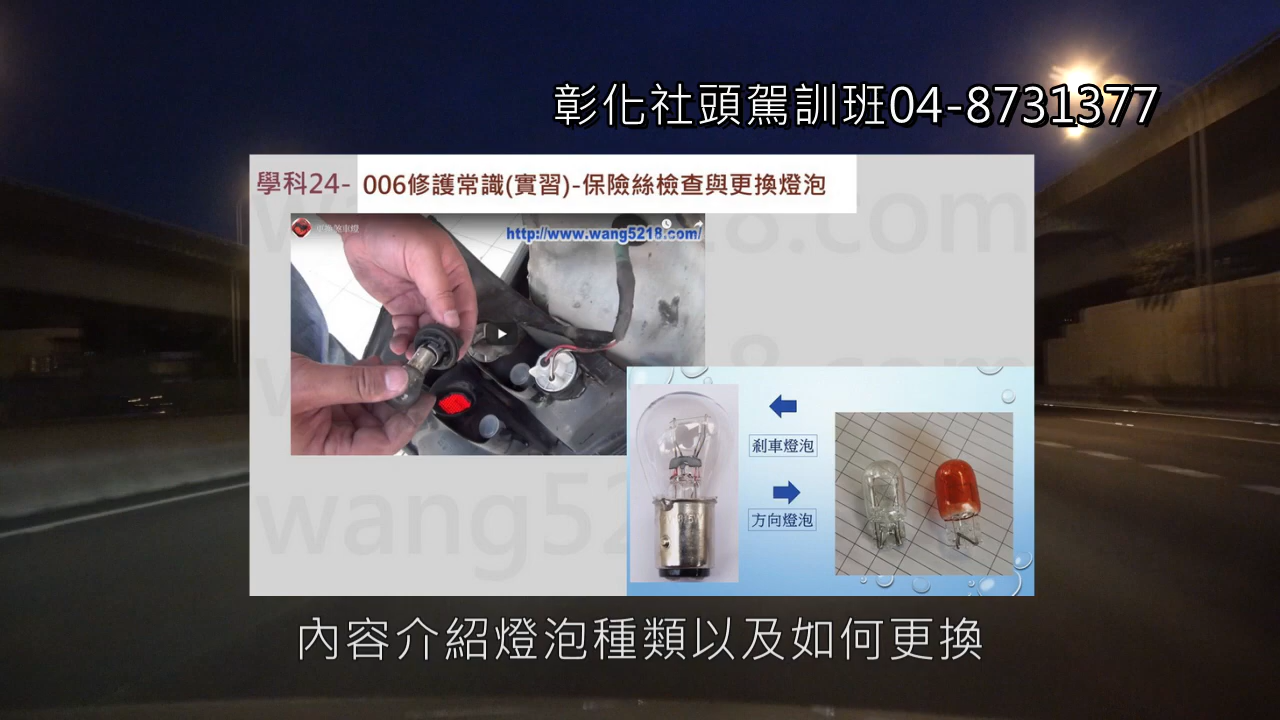 彰化社頭駕訓班04-8731377
學科24-
006修護常識(實習)-保險絲檢查與更換燈泡
http://www.wang5218.com/
剎車燈泡
方向燈泡
內容介紹燈泡種類以及如何更換